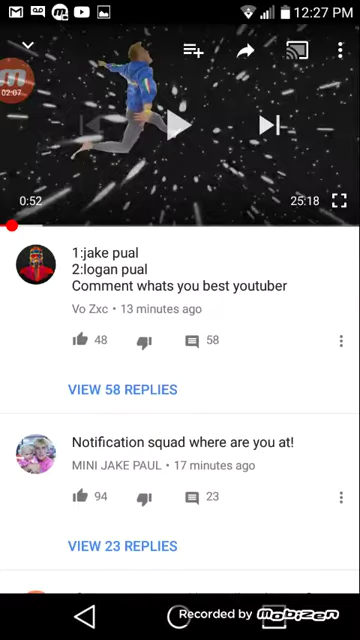 12:27 PM
02:07
0:52
25:18
1:jake pual
2:logan pual
Comment whats you best youtuber
Vo Zxc • 13 minutes ago
48
58
VIEW 58 REPLIES
Notification squad where are you at!
MINI JAKE PAUL • 17 minutes ago
94
23
VIEW 23 REPLIES
Recorded by Mobizen